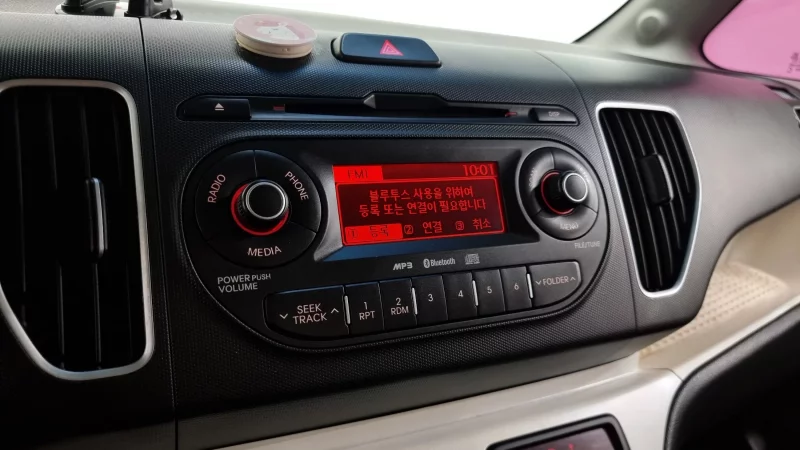 FM1 10:01
블루투스 사용을 위하여
등록 또는 연결이 필요합니다
1 등록 2 연결 3 취소
RADIO
PHONE
MEDIA
POWER PUSH
VOLUME
MENU
FILE/TUNE
MP3 Bluetooth
SEEK
TRACK
1
RPT
2
RDM
3
4
5
6
FOLDER